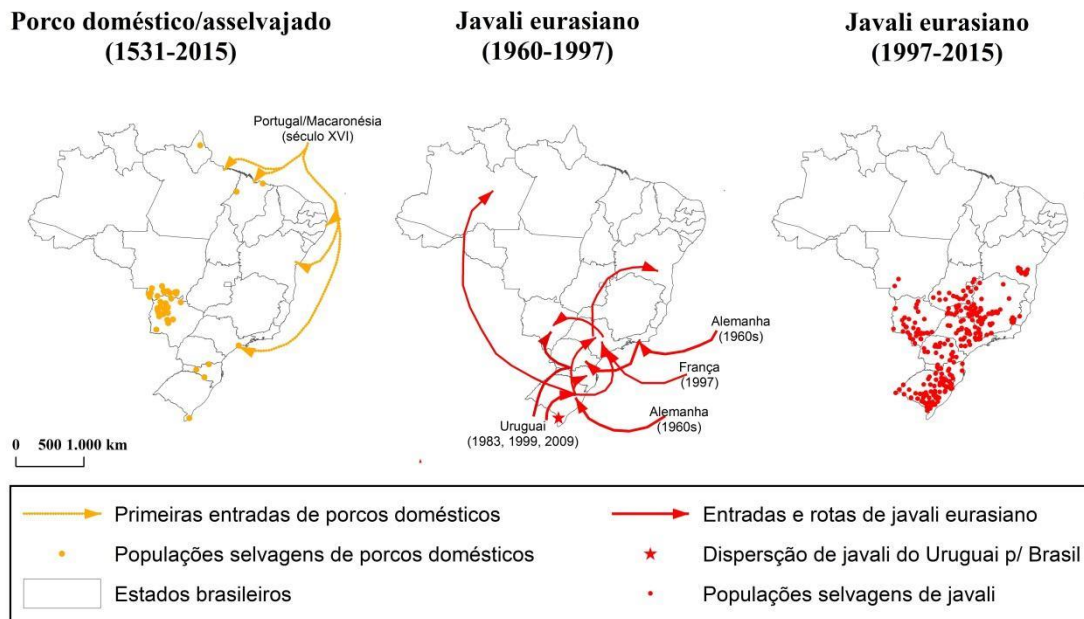 Porco doméstico/asselvajado
(1531-2015)
Javali eurasiano
(1960-1997)
Javali eurasiano
(1997-2015)
Portugal/Macaronésia
(século XVI)
Alemanha
(1960s)
França
(1997)
Alemanha
(1960s)
Uruguai
(1983, 1999, 2009)
0 500 1.000 km
Primeiras entradas de porcos domésticos
Populações selvagens de porcos domésticos
Estados brasileiros
Entradas e rotas de javali eurasiano
Dispersção de javali do Uruguai p/ Brasil
Populações selvagens de javali